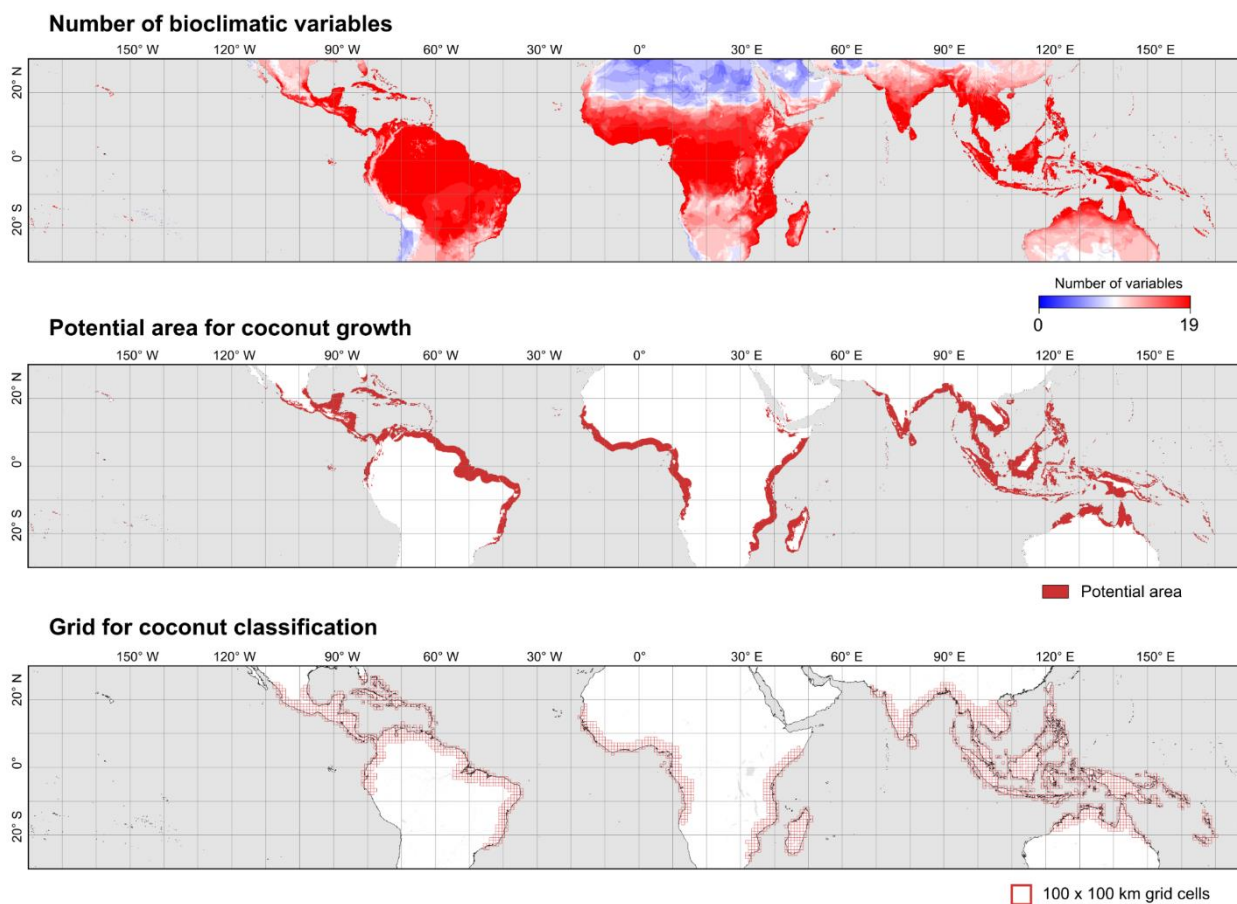 Number of bioclimatic variables
150° W 120° W 90° W 60° W 30° W 0° 30° E 60° E 90° E 120° E 150° E
20° N
0°
20° S
Number of variables
0 19
Potential area for coconut growth
150° W 120° W 90° W 60° W 30° W 0° 30° E 60° E 90° E 120° E 150° E
20° N
0°
20° S
Potential area
Grid for coconut classification
150° W 120° W 90° W 60° W 30° W 0° 30° E 60° E 90° E 120° E 150° E
20° N
0°
20° S
100 x 100 km grid cells